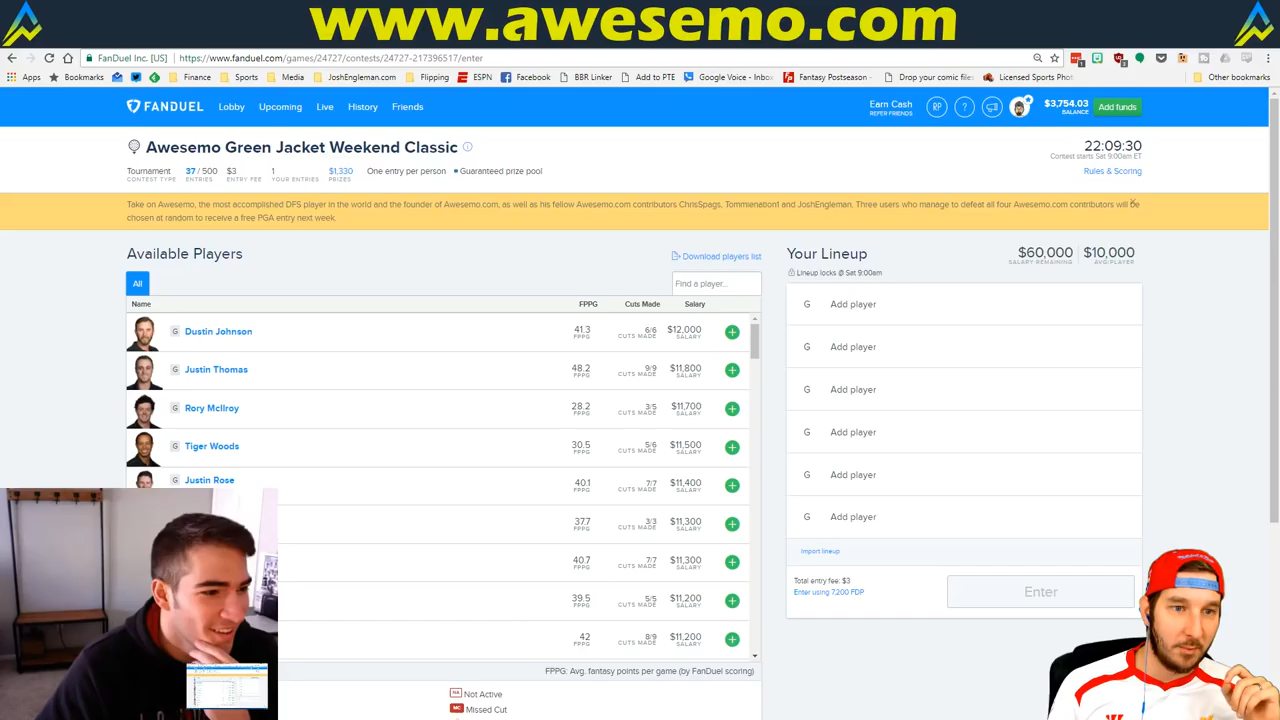 www.awesemo.com
FanDuel Inc. [US] https://www.fanduel.com/games/24727/contests/24727-217396517/enter
Apps Bookmarks Finance Sports Media JoshEngleman.com Flipping ESPN Facebook BBR Linker Add to PTE Google Voice - Inbox Fantasy Postseason - Drop your comic files Licensed Sports Phot Other bookmarks
FANDUEL Lobby Upcoming Live History Friends Earn Cash RP ? $3,754.03 Add funds
REFER FRIENDS BALANCE
Awesemo Green Jacket Weekend Classic 22:09:30
Contest starts Sat 9:00am ET
Tournament 37 / 500 $3 1 $1,330 One entry per person Guaranteed prize pool Rules & Scoring
CONTEST TYPE ENTRIES ENTRY FEE YOUR ENTRIES PRIZES
Take on Awesemo, the most accomplished DFS player in the world and the founder of Awesemo.com, as well as his fellow Awesemo.com contributors ChrisSpags, Tommienation1 and JoshEngleman. Three users who manage to defeat all four Awesemo.com contributors will be
chosen at random to receive a free PGA entry next week.
Available Players Download players list
All Find a player...
Name FPPG Cuts Made Salary
G Dustin Johnson 41.3 6/6 $12,000
FPPG CUTS MADE SALARY
G Justin Thomas 48.2 9/9 $11,800
FPPG CUTS MADE SALARY
G Rory McIlroy 28.2 3/5 $11,700
FPPG CUTS MADE SALARY
G Tiger Woods 30.5 5/6 $11,500
FPPG CUTS MADE SALARY
G Justin Rose 40.1 7/7 $11,400
FPPG CUTS MADE SALARY
37.7 3/3 $11,300
FPPG CUTS MADE SALARY
40.7 7/7 $11,300
FPPG CUTS MADE SALARY
39.5 5/5 $11,200
FPPG CUTS MADE SALARY
42 8/9 $11,200
FPPG CUTS MADE SALARY
FPPG: Avg. fantasy points per game (by FanDuel scoring)
NA Not Active
MC Missed Cut
Your Lineup $60,000 $10,000
SALARY REMAINING AVG/PLAYER
Lineup locks @ Sat 9:00am
G Add player
G Add player
G Add player
G Add player
G Add player
G Add player
Import lineup
Total entry fee: $3
Enter using 7,200 FDP
Enter